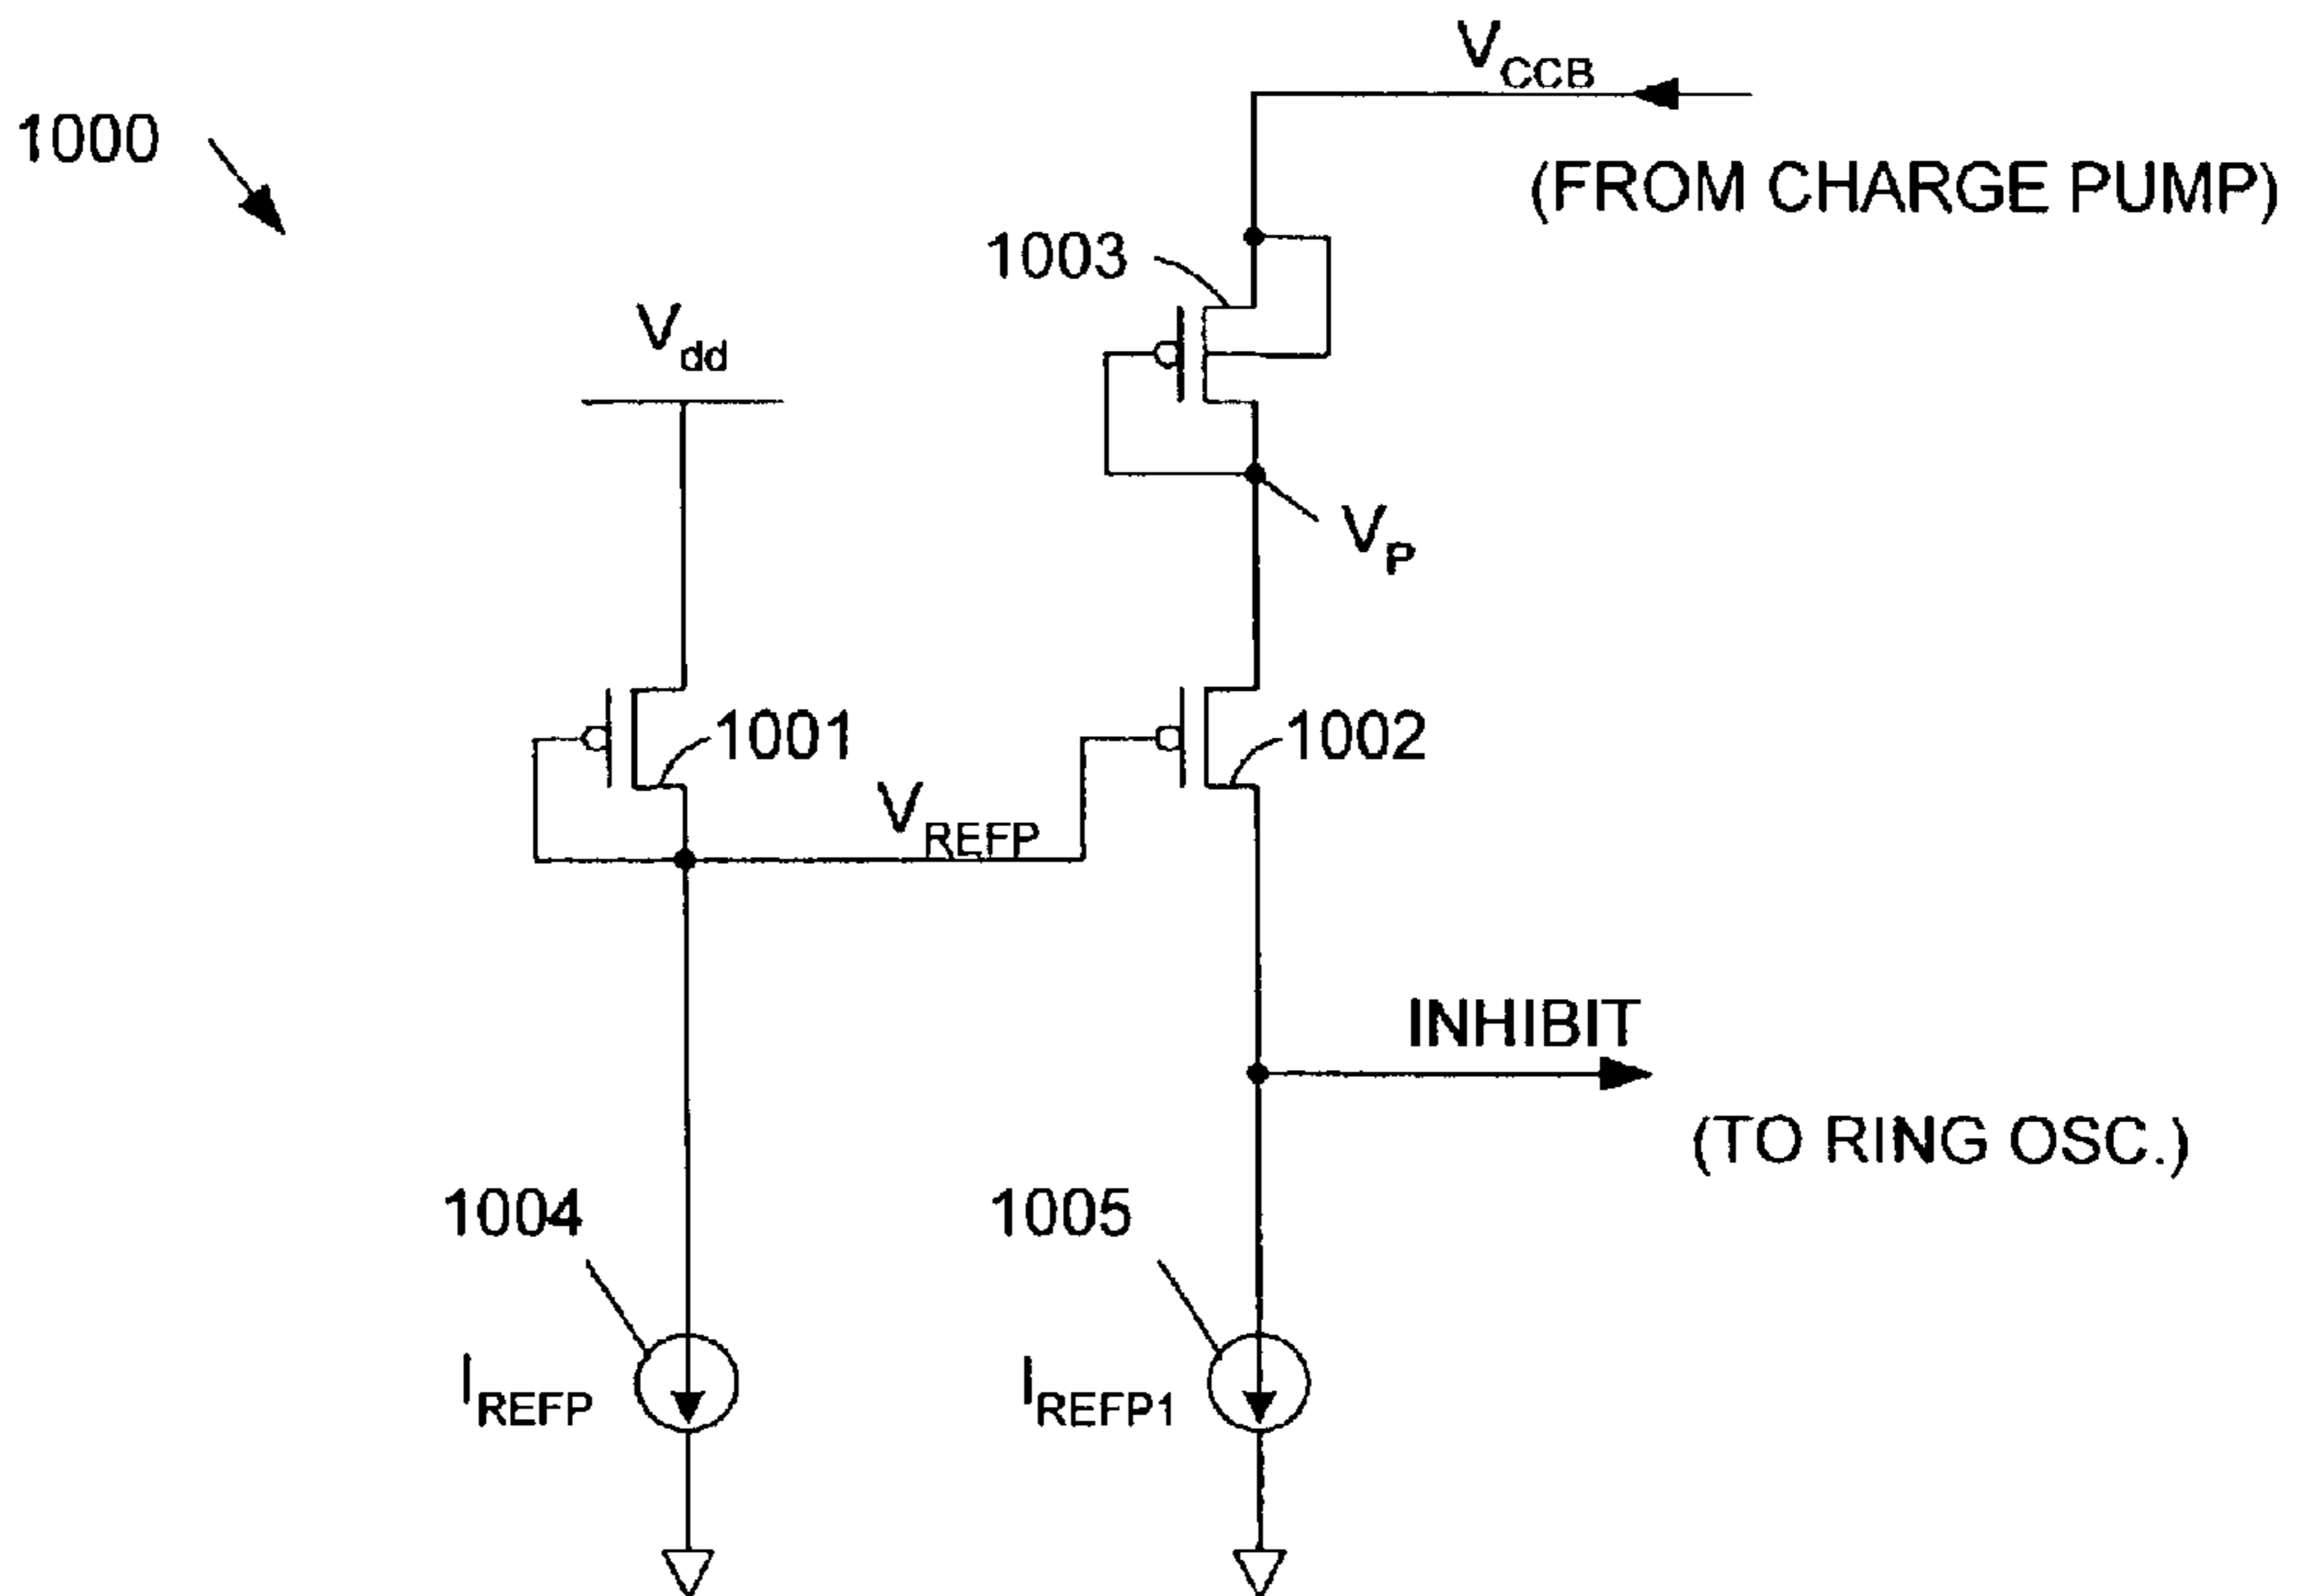 V_CCB
1000
(FROM CHARGE PUMP)
1003
V_dd
V_P
1001
1002
V_REFP
INHIBIT
(TO RING OSC.)
1004
1005
I_REFP
I_REFP1